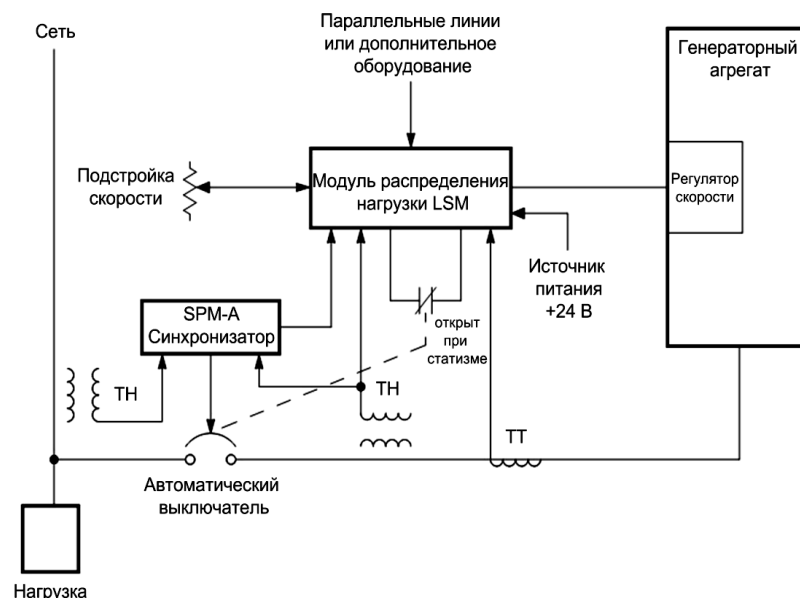 Сеть
Параллельные линии
или дополнительное
оборудование
Генераторный
агрегат
Подстройка
скорости
Модуль распределения
нагрузки LSM
Регулятор
скорости
Источник
питания
+24 В
SPM-A
Синхронизатор
открыт
при
статизме
ТН
ТН
ТТ
Автоматический
выключатель
Нагрузка